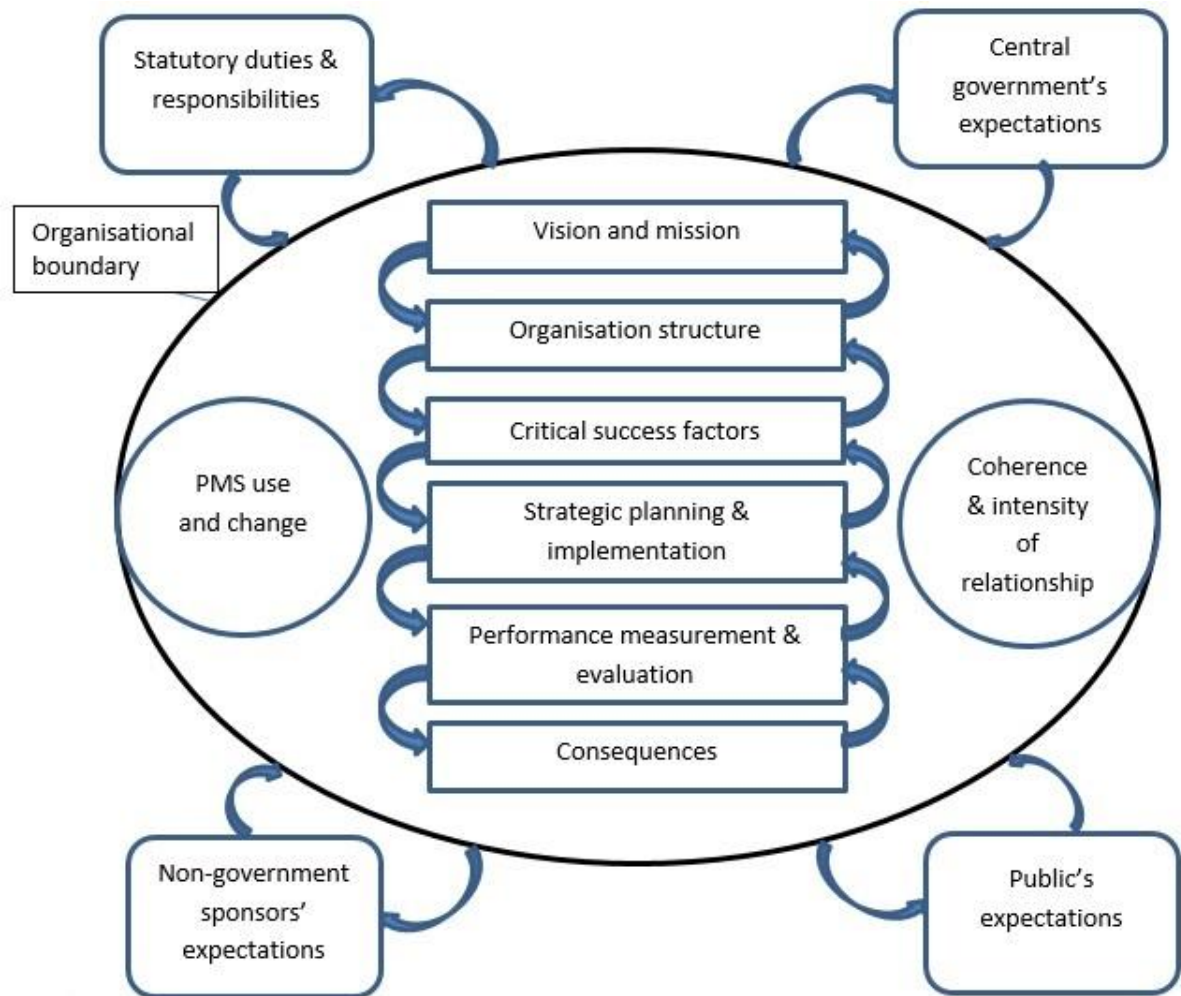 Statutory duties &
responsibilities
Central
government's
expectations
Organisational
boundary
Vision and mission
Organisation structure
Critical success factors
Strategic planning &
implementation
Performance measurement &
evaluation
Consequences
PMS use
and change
Coherence
& intensity
of
relationship
Non-government
sponsors'
expectations
Public's
expectations